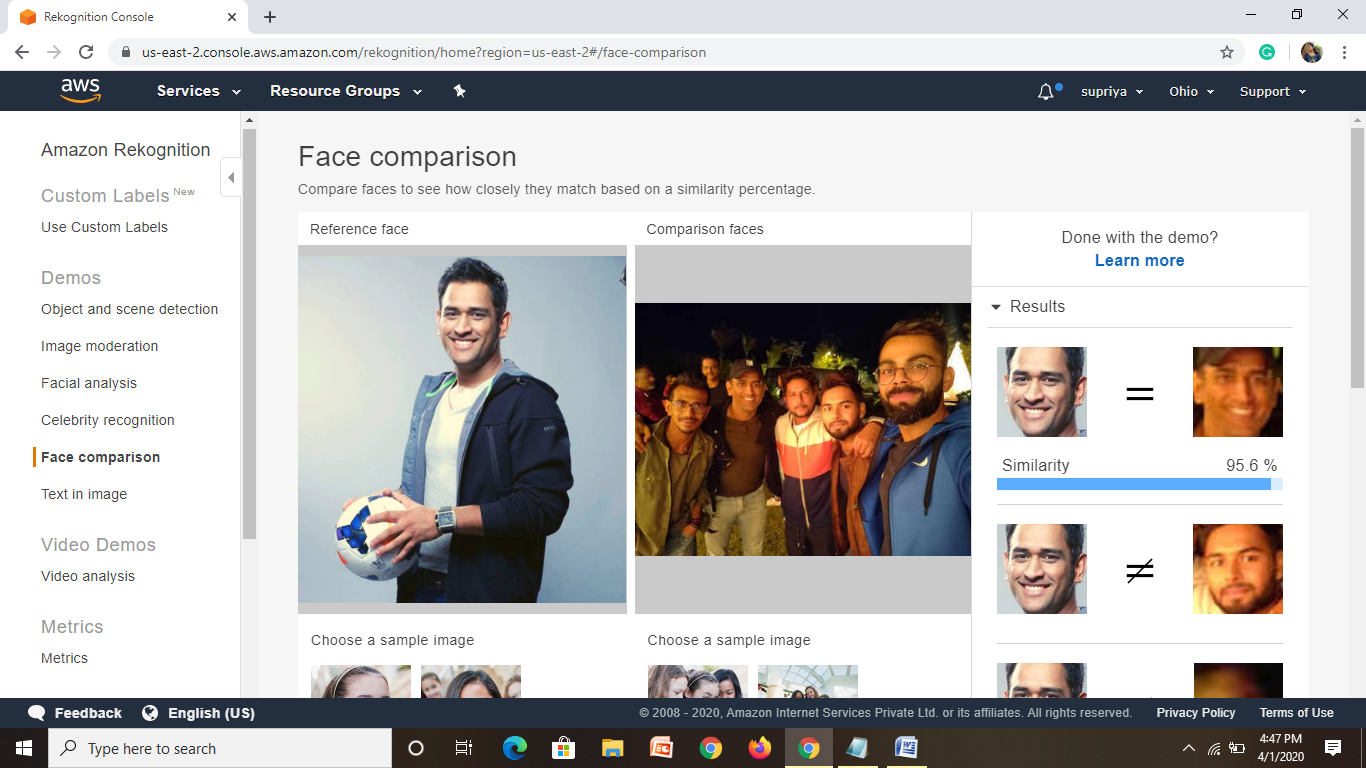 Rekognition Console
us-east-2.console.aws.amazon.com/rekognition/home?region=us-east-2#/face-comparison
aws Services Resource Groups supriya Ohio Support
Amazon Rekognition
Custom Labels New
Use Custom Labels
Demos
Object and scene detection
Image moderation
Facial analysis
Celebrity recognition
Face comparison
Text in image
Video Demos
Video analysis
Metrics
Metrics
Face comparison
Compare faces to see how closely they match based on a similarity percentage.
Reference face
Comparison faces
Choose a sample image
Choose a sample image
Done with the demo?
Learn more
Results
=
Similarity 95.6 %
≠
Feedback English (US) © 2008 - 2020, Amazon Internet Services Private Ltd. or its affiliates. All rights reserved. Privacy Policy Terms of Use
Type here to search
4:47 PM
4/1/2020